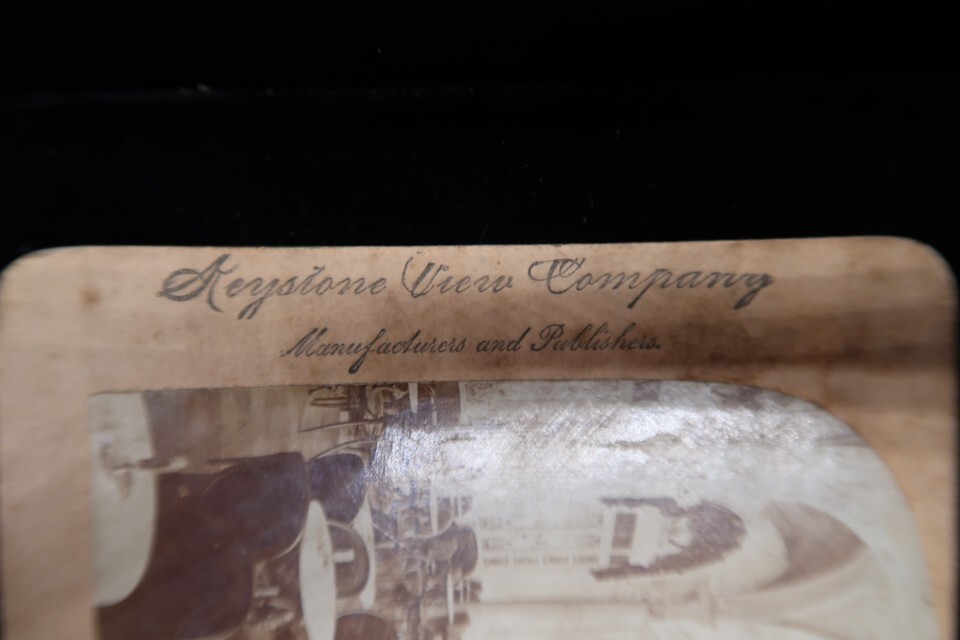 Keystone View Company
Manufacturers and Publishers.